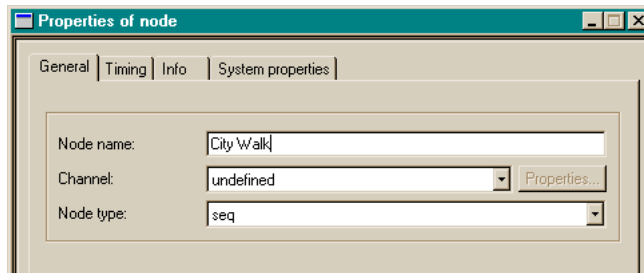 Properties of node
General Timing Info System properties
Node name: City Walk
Channel: undefined Properties...
Node type: seq